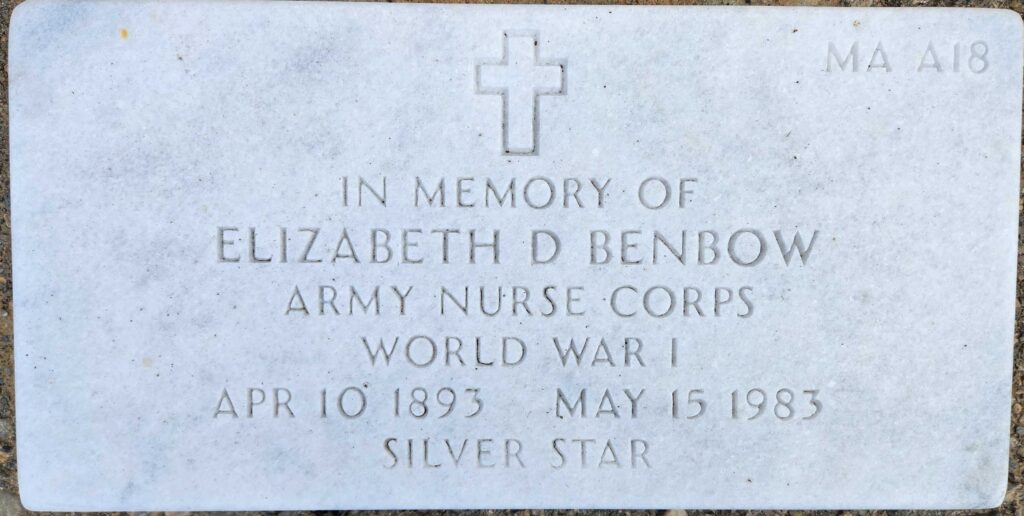 MA A18
IN MEMORY OF
ELIZABETH D BENBOW
ARMY NURSE CORPS
WORLD WAR I
APR 10 1893 MAY 15 1983
SILVER STAR